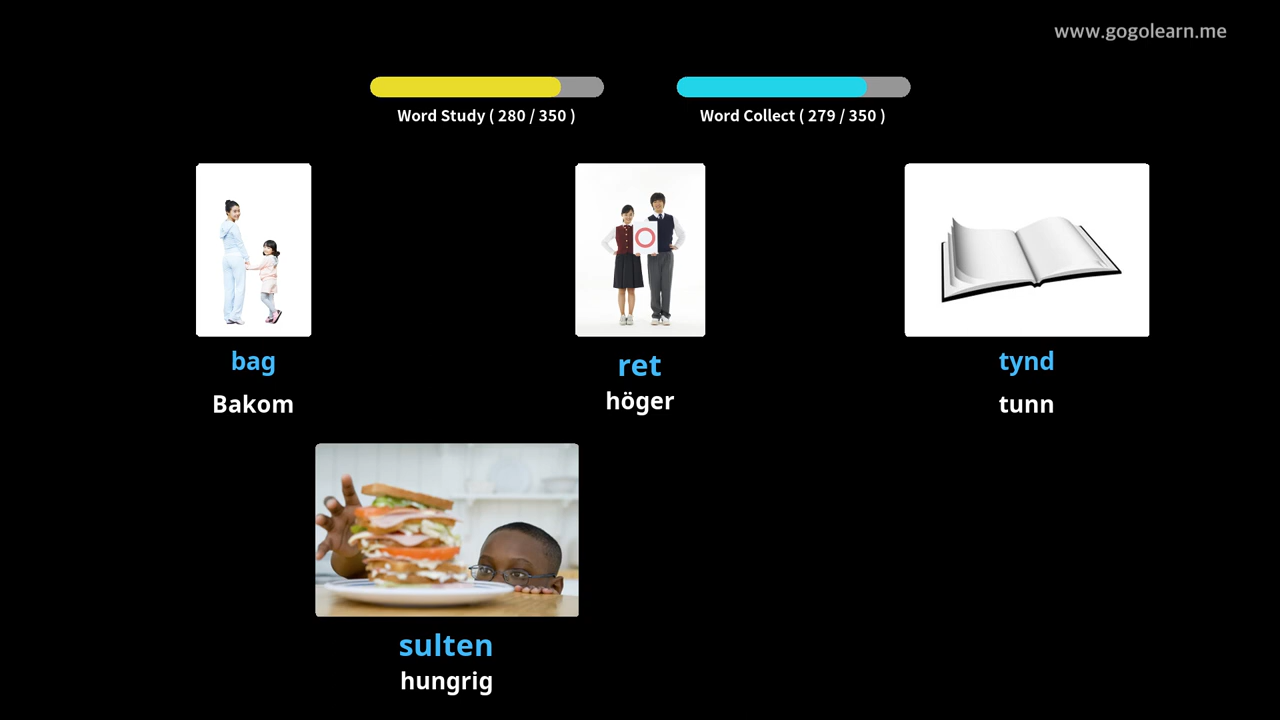 www.gogolearn.me
Word Study ( 280 / 350 )
Word Collect ( 279 / 350 )
bag
Bakom
ret
höger
tynd
tunn
sulten
hungrig